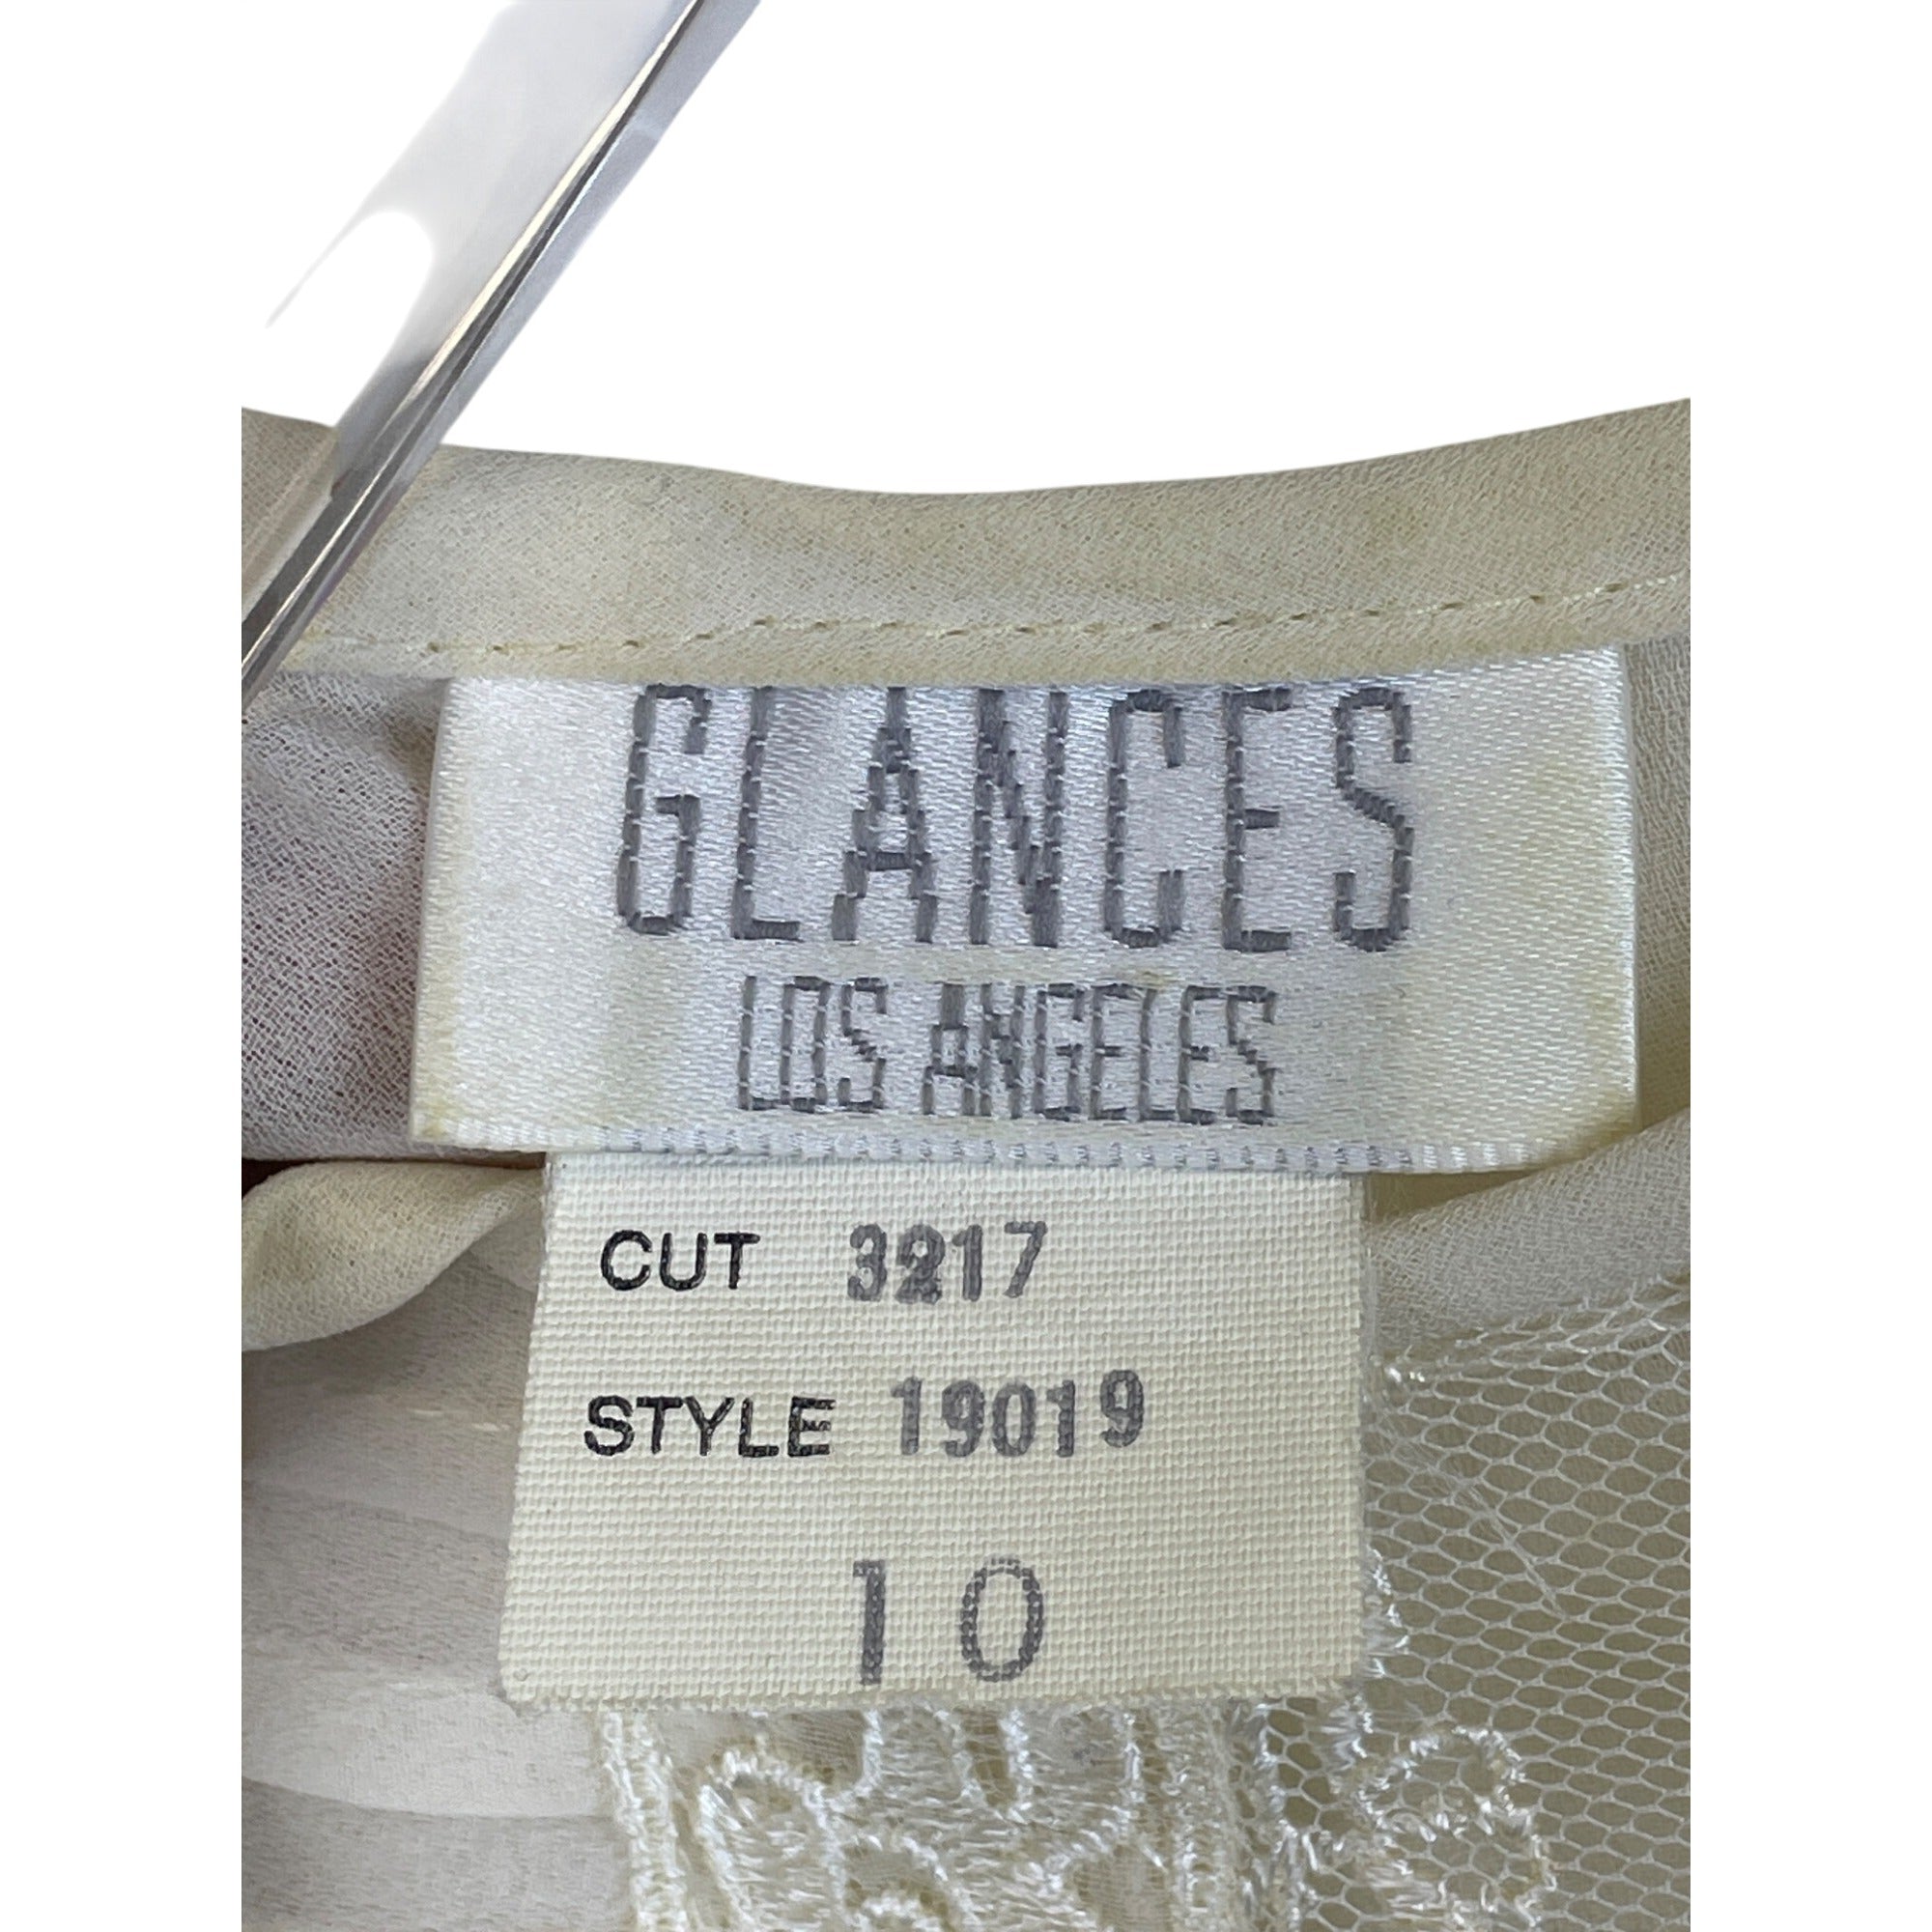 GLANCES
LOS ANGELES
CUT 3217
STYLE 19019
10